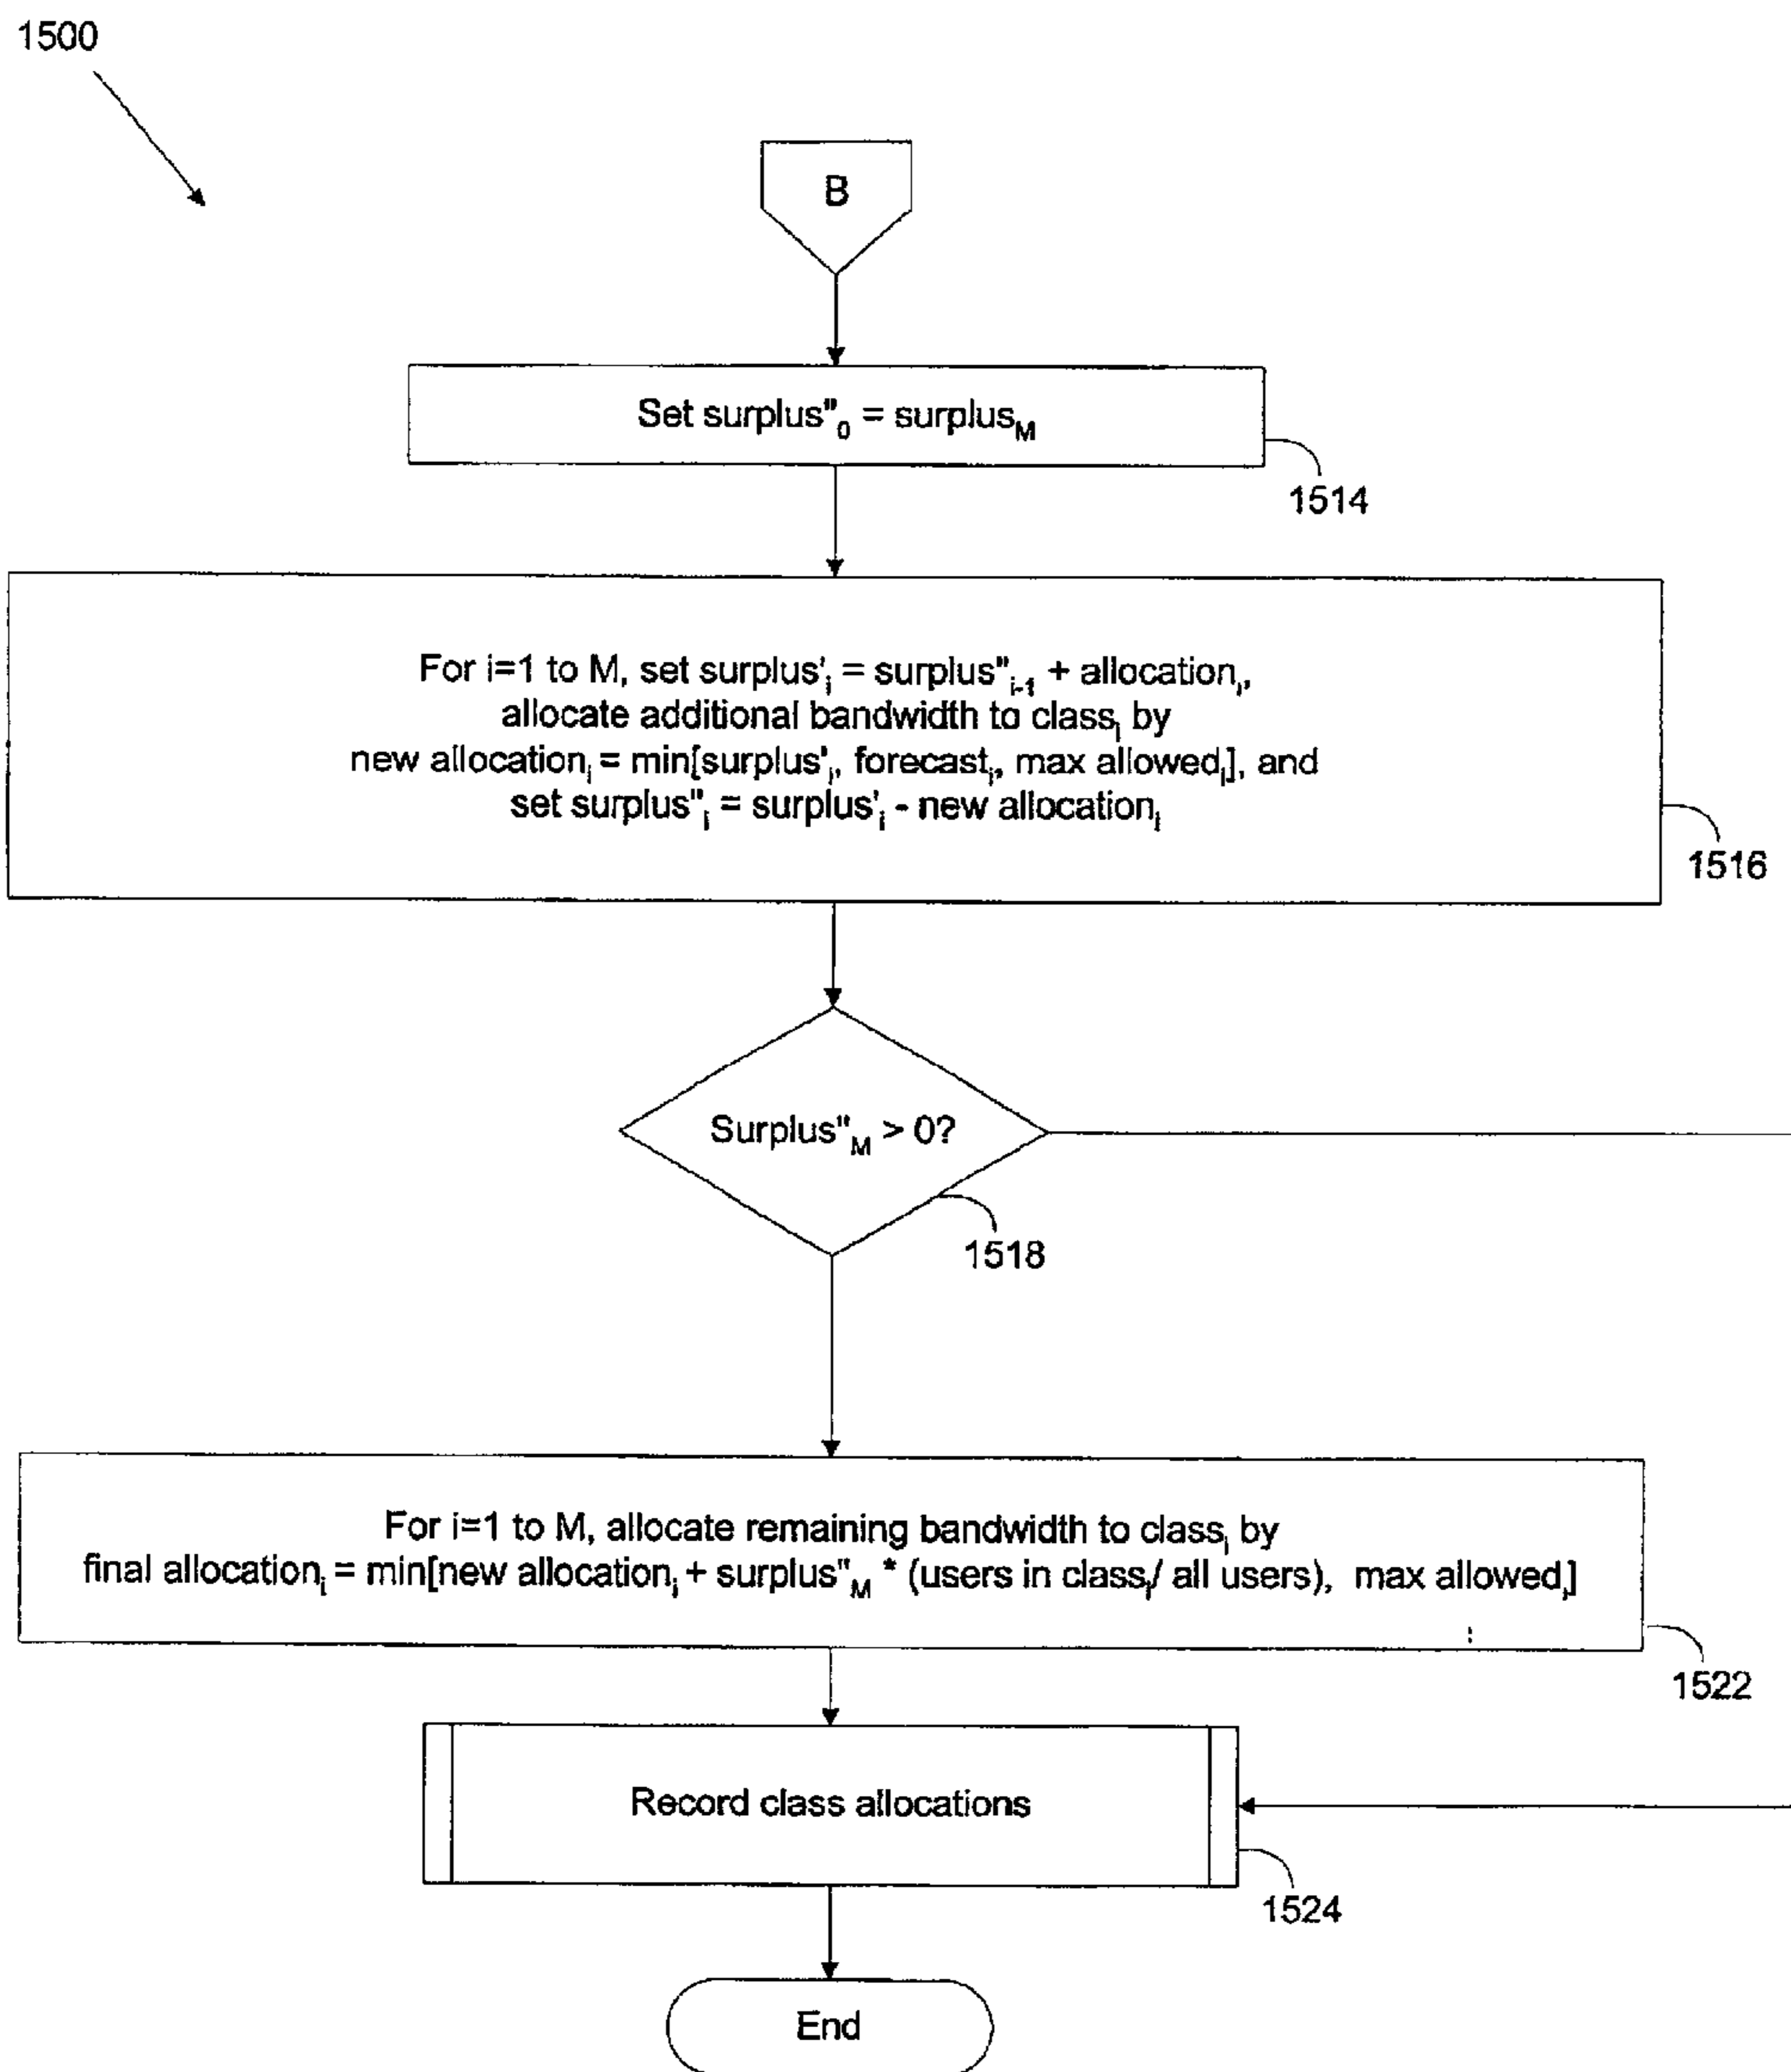 1500
B
Set surplus"₀ = surplus_M
1514
For i=1 to M, set surplus'ᵢ = surplus"ᵢ₋₁ + allocationᵢ,
allocate additional bandwidth to classᵢ by
new allocationᵢ = min[surplus'ᵢ, forecastᵢ, max allowedᵢ], and
set surplus"ᵢ = surplus'ᵢ - new allocationᵢ
1516
Surplus"_M > 0?
1518
For i=1 to M, allocate remaining bandwidth to classᵢ by
final allocationᵢ = min[new allocationᵢ + surplus"_M * (users in classᵢ/ all users), max allowedᵢ]
1522
Record class allocations
1524
End